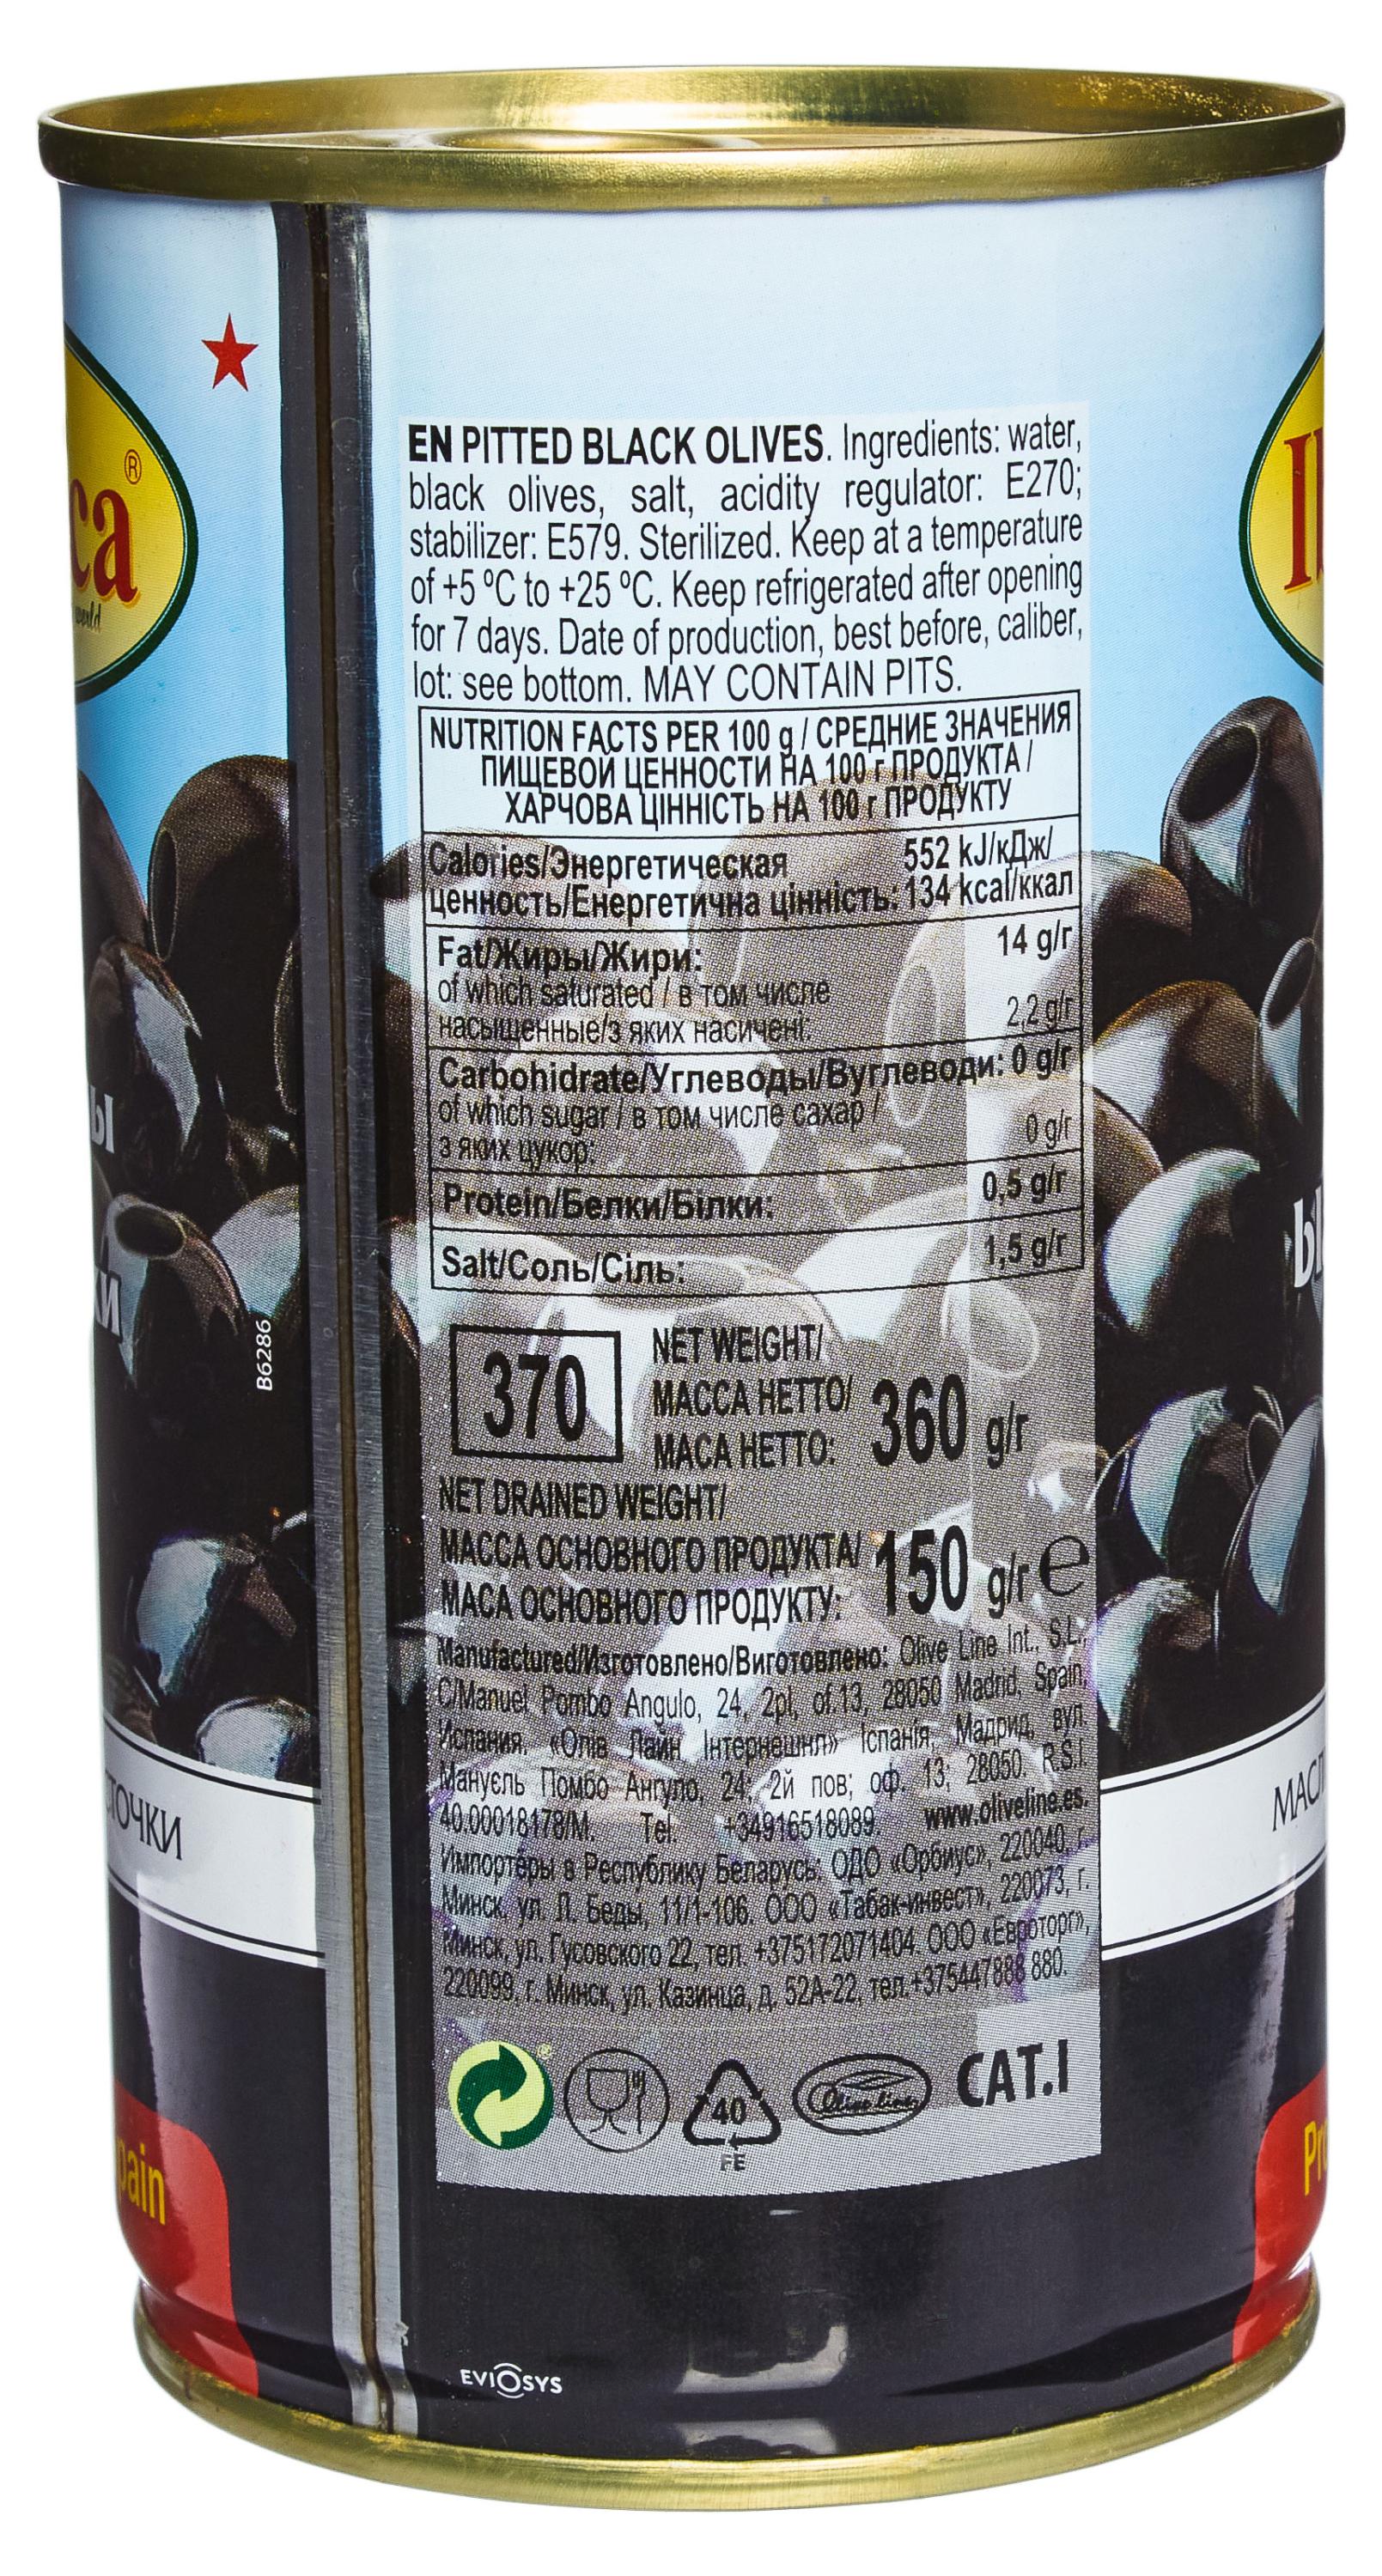 ca®
world
Ы
КИ
B6286
ТОЧКИ
pain
EN PITTED BLACK OLIVES. Ingredients: water,
black olives, salt, acidity regulator: E270;
stabilizer: E579. Sterilized. Keep at a temperature
of +5 ºC to +25 ºC. Keep refrigerated after opening
for 7 days. Date of production, best before, caliber,
lot: see bottom. MAY CONTAIN PITS.
NUTRITION FACTS PER 100 g / СРЕДНИЕ ЗНАЧЕНИЯ
ПИЩЕВОЙ ЦЕННОСТИ НА 100 г ПРОДУКТА /
ХАРЧОВА ЦІННІСТЬ НА 100 г ПРОДУКТУ
Calories/Энергетическая 552 kJ/кДж/
ценность/Енергетична цінність: 134 kcal/ккал
Fat/Жиры/Жири: 14 g/г
of which saturated / в том числе
насыщенные/з яких насичені: 2,2 g/г
Carbohidrate/Углеводы/Вуглеводи: 0 g/г
of which sugar / в том числе сахар /
з яких цукор: 0 g/г
Protein/Белки/Білки: 0,5 g/г
Salt/Соль/Сіль: 1,5 g/г
370
NET WEIGHT/
МАССА НЕТТО/
МАСА НЕТТО: 360 g/г
NET DRAINED WEIGHT/
МАССА ОСНОВНОГО ПРОДУКТА/
МАСА ОСНОВНОГО ПРОДУКТУ: 150 g/г e
Manufactured/Изготовлено/Виготовлено: Olive Line Int., S.L.,
C/Manuel Pombo Angulo, 24, 2pl, of.13, 28050 Madrid, Spain,
Испания. «Олів Лайн Інтернешнл» Іспанія, Мадрид, вул.
Мануєль Помбо Ангуло, 24; 2й пов; оф. 13; 28050. R.S.I.
40.00018178/M. Tel. +34916518089. www.oliveline.es.
Импортёры в Республику Беларусь: ОДО «Орбиус», 220040, г.
Минск, ул. Л. Беды, 11/1-106. ООО «Табак-инвест», 220073, г.
Минск, ул. Гусовского 22, тел. +375172071404. ООО «Евроторг»,
220099, г. Минск, ул. Казинца, д. 52А-22, тел.+375447888 880.
40
FE
Olive Line
CAT.I
EVIOSYS
Ib
Ы
МАСЛ
Pr